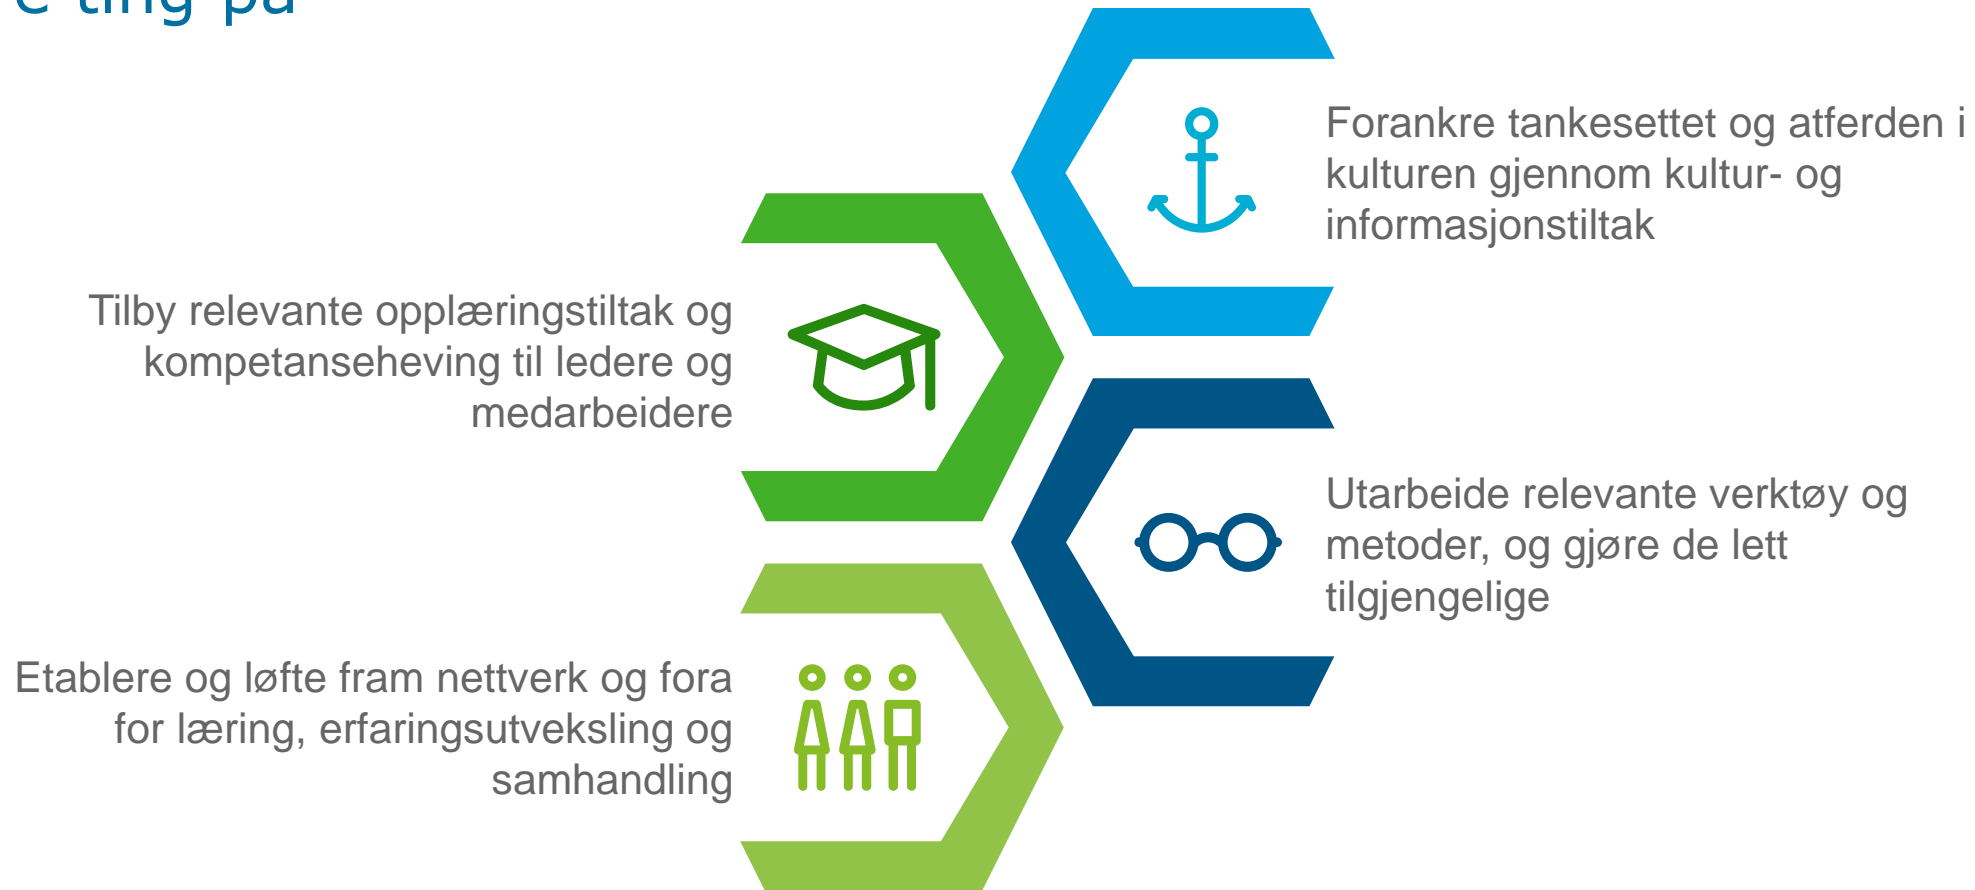 ting på
Forankre tankesettet og atferden i
kulturen gjennom kultur- og
informasjonstiltak
Tilby relevante opplæringstiltak og
kompetanseheving til ledere og
medarbeidere
Utarbeide relevante verktøy og
metoder, og gjøre de lett
tilgjengelige
Etablere og løfte fram nettverk og fora
for læring, erfaringsutveksling og
samhandling